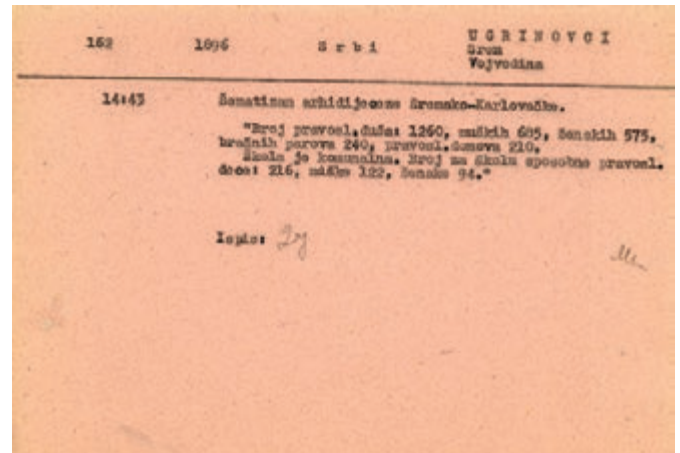 162 1896 Srbi UGRINOVCI
Srem
Vojvodina
14:43 Šematizam arhidijeceze Sremsko-Karlovačke.
"Broj pravosl.duša: 1260, muških 685, ženskih 575,
bračnih parova 240, pravosl.domova 210.
Škola je komunalna. Broj za školu sposobne pravosl.
dece: 216, muške 122, ženske 94."
Ispis: